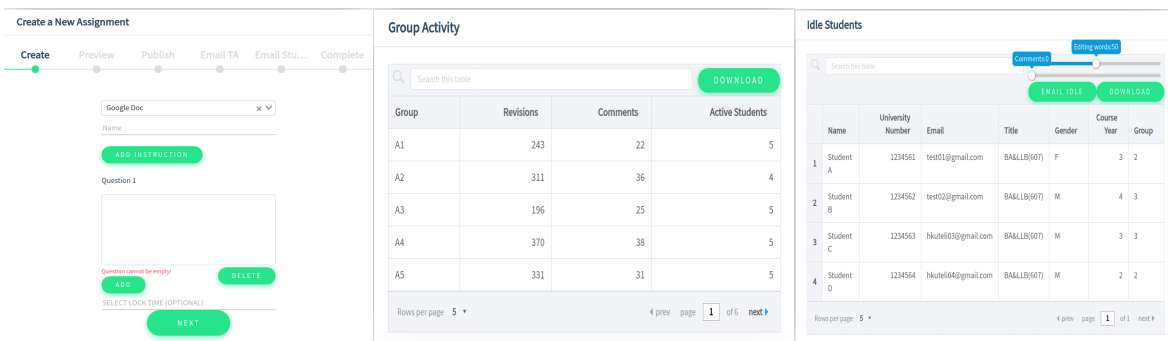 Create a New Assignment
Create Preview Publish Email TA Email Stu... Complete
Google Doc
Name
ADD INSTRUCTION
Question 1
Question cannot be empty!
DELETE
ADD
SELECT LOCK TIME (OPTIONAL)
NEXT
Group Activity
Search this table
DOWNLOAD
Group Revisions Comments Active Students
A1 243 22 5
A2 311 36 4
A3 196 25 5
A4 370 38 5
A5 331 31 5
Rows per page 5 prev page 1 of 6 next
Idle Students
Editing words:50
Comments:0
Search this table
EMAIL IDLE DOWNLOAD
Name University Number Email Title Gender Course Year Group
1 Student A 1234561 test01@gmail.com BA&LLB(607) F 3 2
2 Student B 1234562 test02@gmail.com BA&LLB(607) M 4 3
3 Student C 1234563 hkuteli03@gmail.com BA&LLB(607) M 3 3
4 Student D 1234564 hkuteli04@gmail.com BA&LLB(607) M 2 2
Rows per page 5 prev page 1 of 1 next